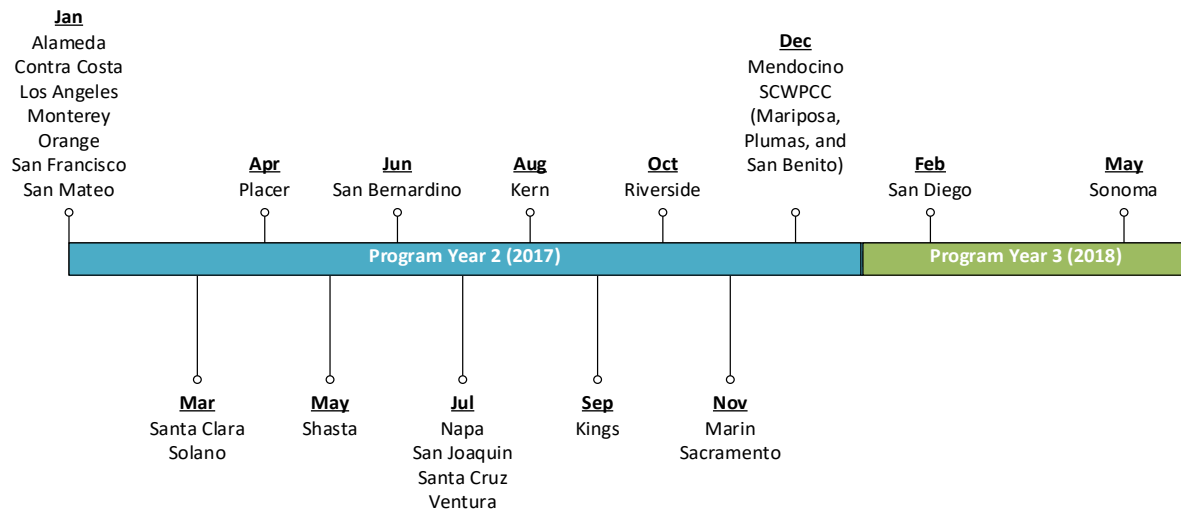 Jan
Alameda
Contra Costa
Los Angeles
Monterey
Orange
San Francisco
San Mateo
Apr
Placer
Jun
San Bernardino
Aug
Kern
Oct
Riverside
Dec
Mendocino
SCWPCC
(Mariposa,
Plumas, and
San Benito)
Feb
San Diego
May
Sonoma
Program Year 2 (2017)
Program Year 3 (2018)
Mar
Santa Clara
Solano
May
Shasta
Jul
Napa
San Joaquin
Santa Cruz
Ventura
Sep
Kings
Nov
Marin
Sacramento